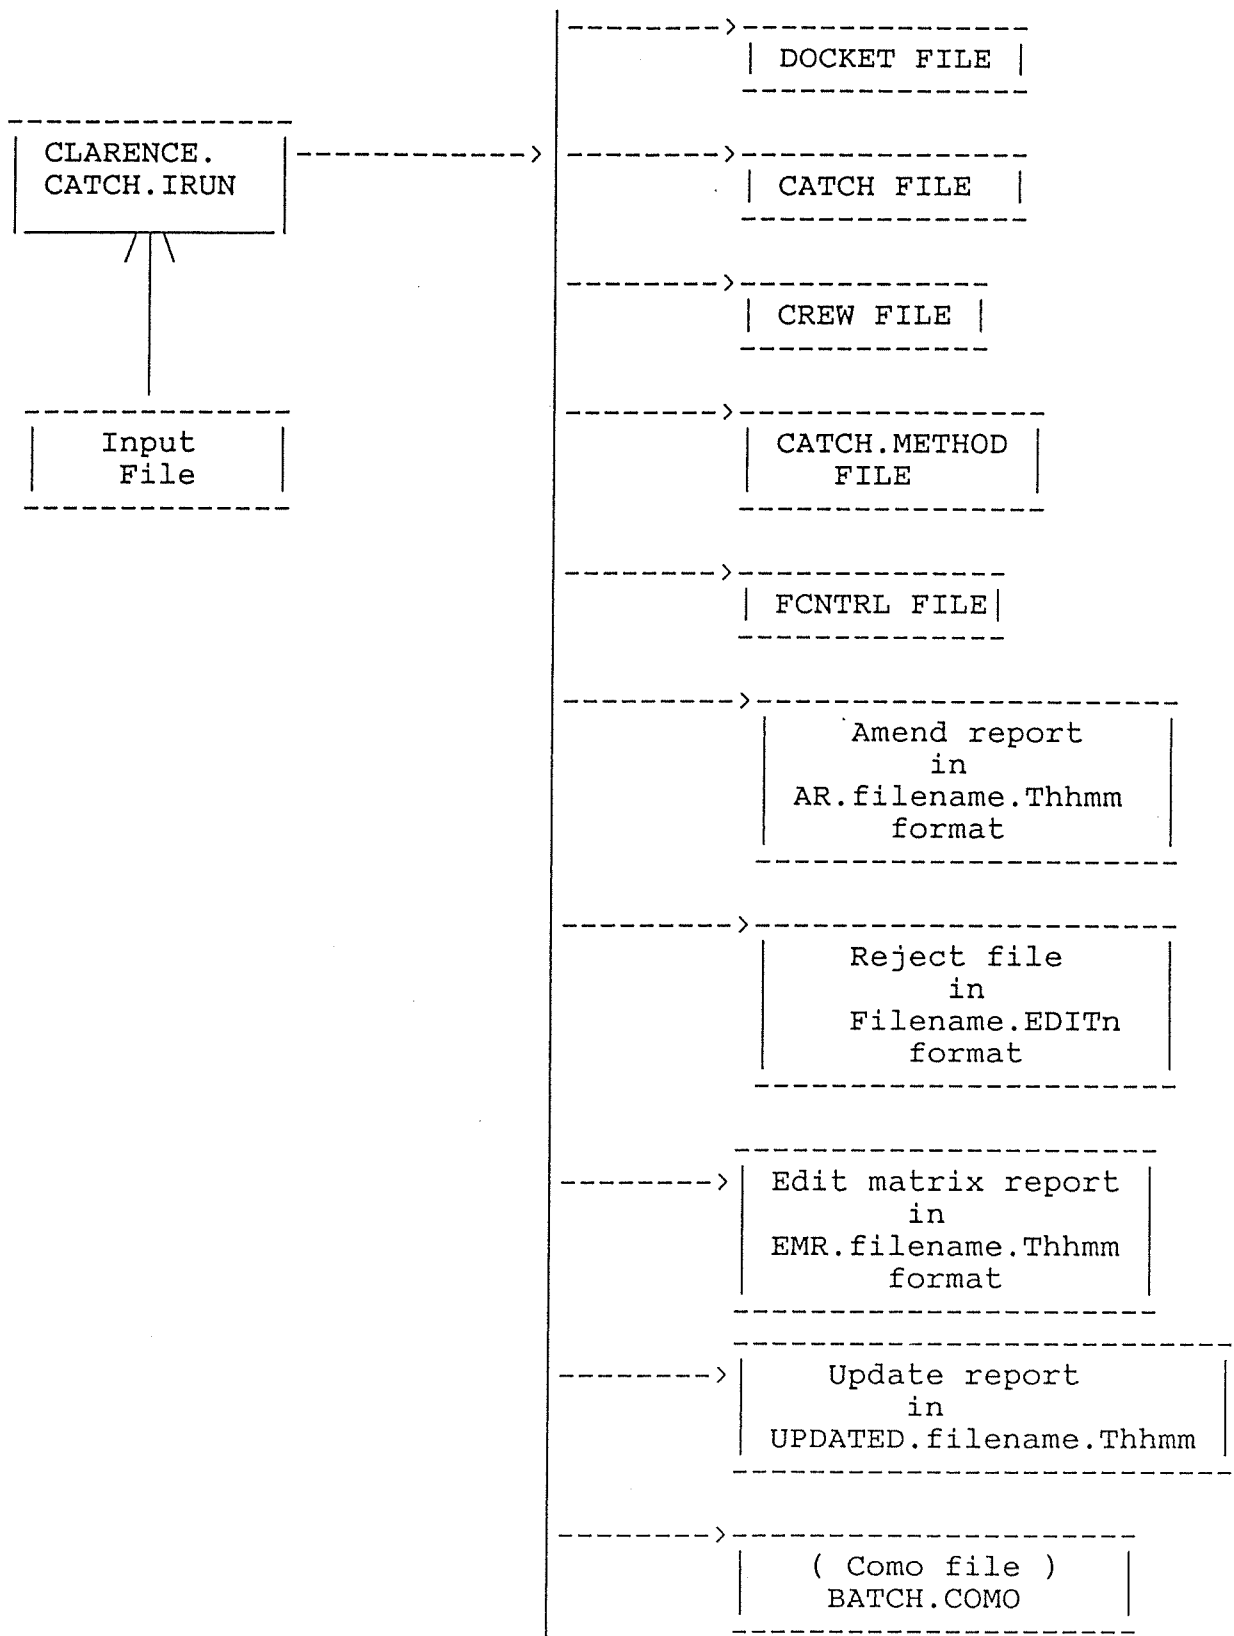 DOCKET FILE
CLARENCE.
CATCH.IRUN
CATCH FILE
CREW FILE
Input
File
CATCH.METHOD
FILE
FCNTRL FILE
Amend report
in
AR.filename.Thhmm
format
Reject file
in
Filename.EDITn
format
Edit matrix report
in
EMR.filename.Thhmm
format
Update report
in
UPDATED.filename.Thhmm
( Como file )
BATCH.COMO